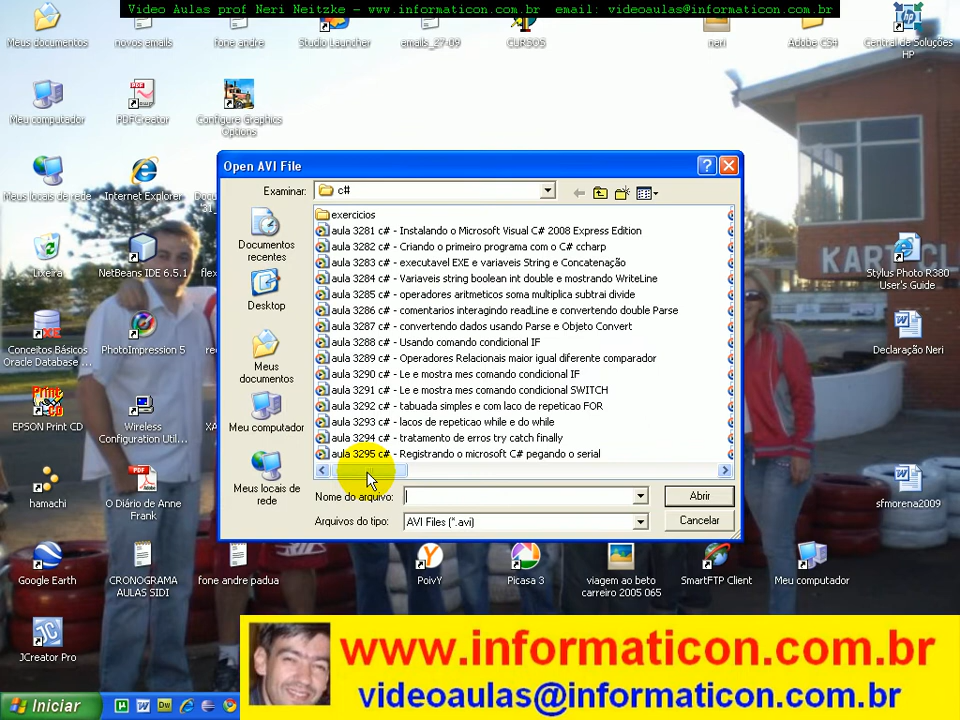 Video Aulas prof Neri Neitzke - www.informaticon.com.br email: videoaulas@informaticon.com.br
Meus documentos
novos emails
fone andre
Studio Launcher
emails_27-09
CURSOS
neri
Adobe CS4
Central de Soluções
HP
Meu computador
PDFCreator
Configure Graphics
Options
Open AVI File
Examinar:
c#
Meus locais de rede
Internet Explorer
exercicios
aula 3281 c# - Instalando o Microsoft Visual C# 2008 Express Edition
aula 3282 c# - Criando o primeiro programa com o C# ccharp
aula 3283 c# - executavel EXE e variaveis String e Concatenação
aula 3284 c# - Variaveis string boolean int double e mostrando WriteLine
aula 3285 c# - operadores aritmeticos soma multiplica subtrai divide
aula 3286 c# - comentarios interagindo readLine e convertendo double Parse
aula 3287 c# - convertendo dados usando Parse e Objeto Convert
aula 3288 c# - Usando comando condicional IF
aula 3289 c# - Operadores Relacionais maior igual diferente comparador
aula 3290 c# - Le e mostra mes comando condicional IF
aula 3291 c# - Le e mostra mes comando condicional SWITCH
aula 3292 c# - tabuada simples e com laco de repeticao FOR
aula 3293 c# - lacos de repeticao while e do while
aula 3294 c# - tratamento de erros try catch finally
aula 3295 c# - Registrando o microsoft C# pegando o serial
Documentos
recentes
Desktop
Meus
documentos
Meu computador
Meus locais de
rede
Nome do arquivo:
Abrir
Arquivos do tipo:
AVI Files (*.avi)
Cancelar
Lixeira
NetBeans IDE 6.5.1
flex
KART CL
Stylus Photo R380
User's Guide
Conceitos Básicos
Oracle Database ...
PhotoImpression 5
rec
Declaração Neri
EPSON Print CD
Wireless
Configuration Util...
XA
hamachi
O Diário de Anne
Frank
sfmorena2009
Google Earth
CRONOGRAMA
AULAS SIDI
fone andre padua
PoivY
Picasa 3
viagem ao beto
carreiro 2005 065
SmartFTP Client
Meu computador
JCreator Pro
www.informaticon.com.br
videoaulas@informaticon.com.br
Iniciar